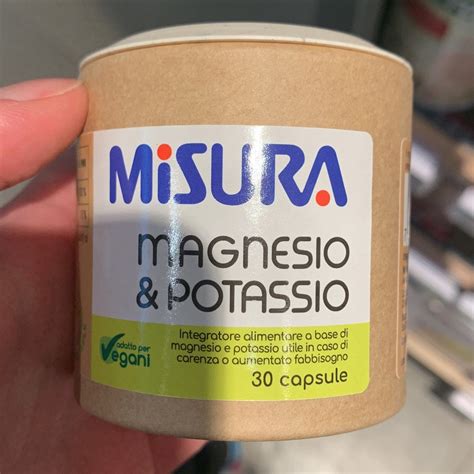 MiSURA
MAGNESIO
& POTASSIO
Integratore alimentare a base di
magnesio e potassio utile in caso di
carenza o aumentato fabbisogno
30 capsule
adatto per
Vegani